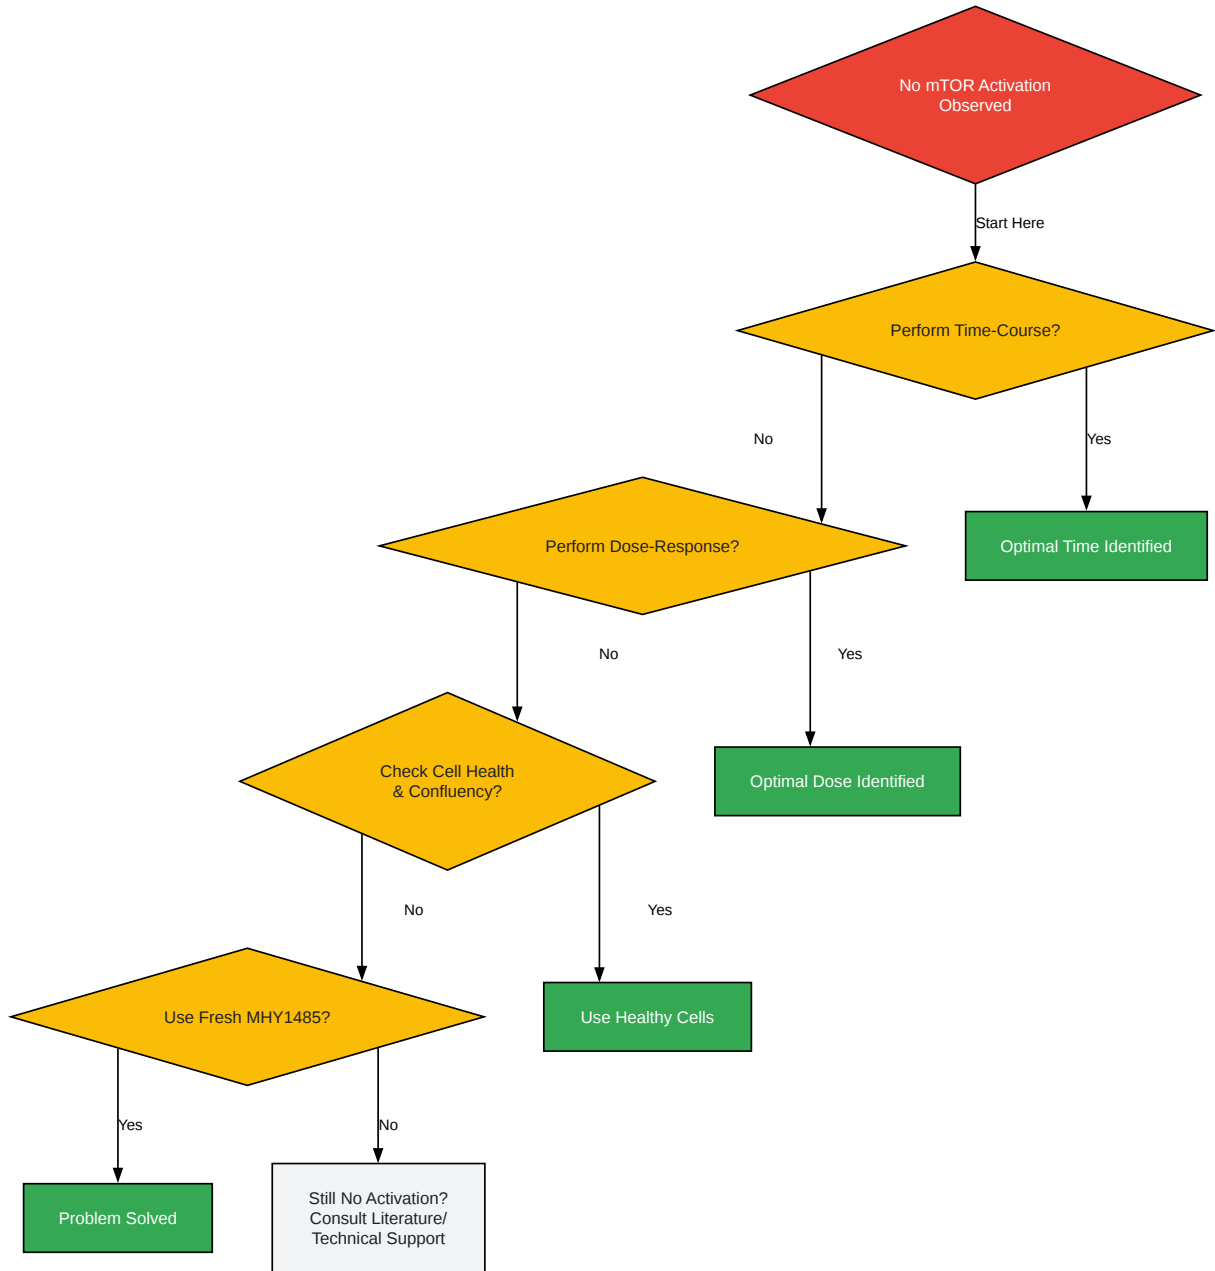 No mTOR Activation
Observed
Start Here
Perform Time-Course?
No
Yes
Perform Dose-Response?
Optimal Time Identified
No
Yes
Check Cell Health
& Confluency?
Optimal Dose Identified
No
Yes
Use Fresh MHY1485?
Use Healthy Cells
Yes
No
Problem Solved
Still No Activation?
Consult Literature/
Technical Support